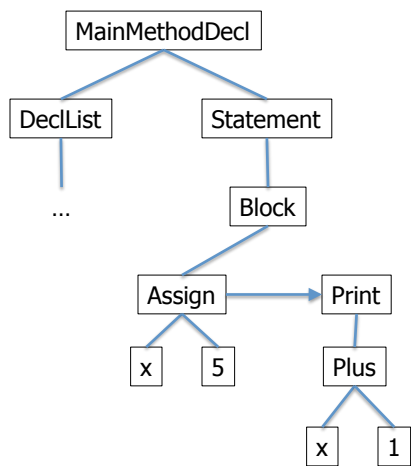 MainMethodDecl
DeclList
Statement
...
Block
Assign
Print
x
5
Plus
x
1